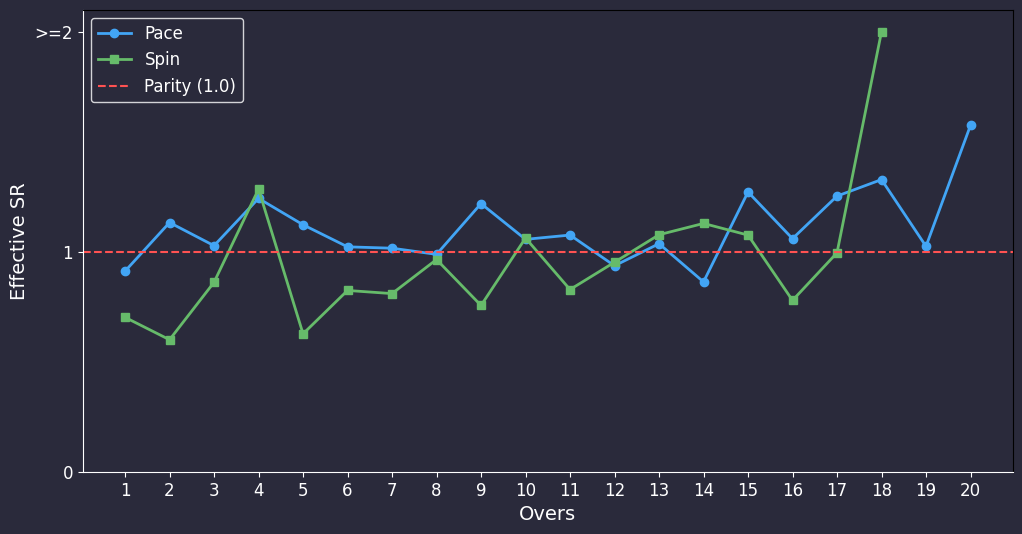 Pace
Spin
Parity (1.0)
>=2
1
0
Effective SR
1 2 3 4 5 6 7 8 9 10 11 12 13 14 15 16 17 18 19 20
Overs